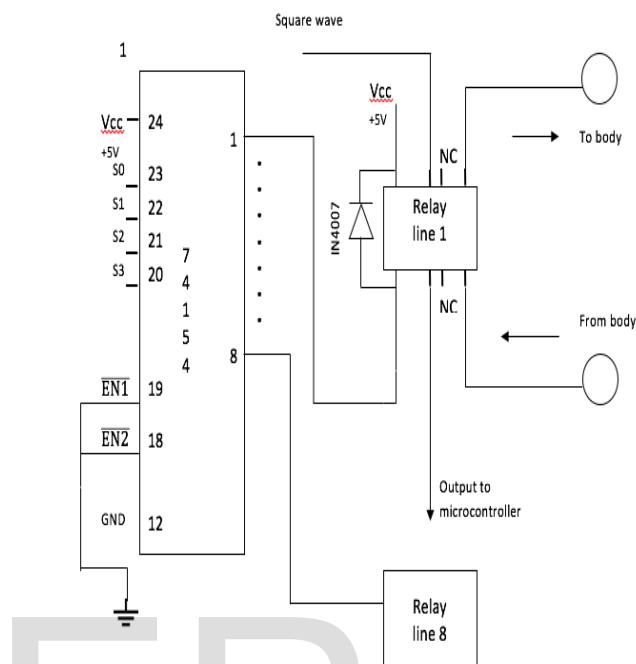 Square wave
1
Vcc
+5V
S0
S1
S2
S3
24
23
22
21
20
7
4
1
5
4
1
8
EN1
19
EN2
18
GND
12
Vcc
+5V
IN4007
NC
Relay
line 1
NC
To body
From body
Output to
microcontroller
Relay
line 8